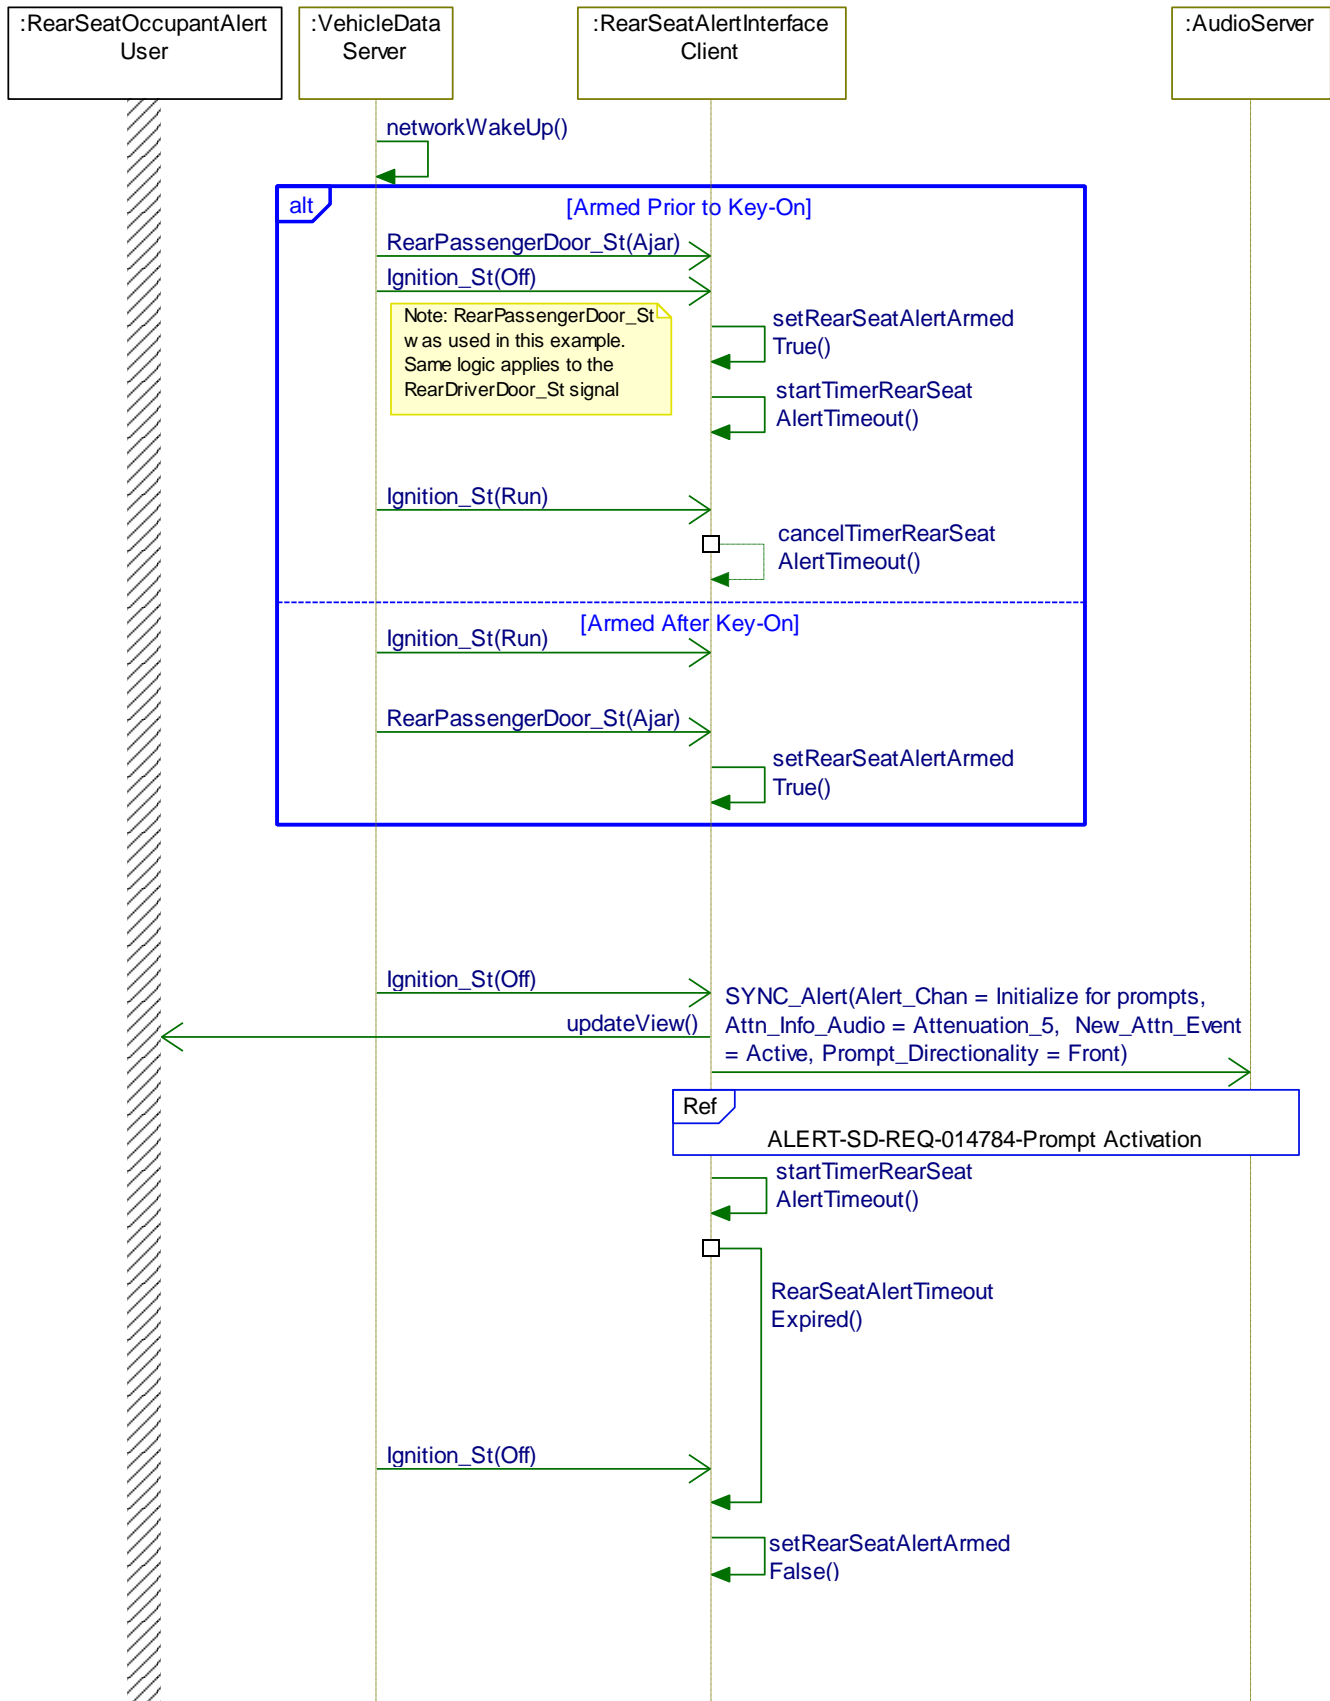 :RearSeatOccupantAlert
User
:VehicleData
Server
:RearSeatAlertInterface
Client
:AudioServer
networkWakeUp()
alt
[Armed Prior to Key-On]
RearPassengerDoor_St(Ajar)
Ignition_St(Off)
Note: RearPassengerDoor_St
was used in this example.
Same logic applies to the
RearDriverDoor_St signal
setRearSeatAlertArmed
True()
startTimerRearSeat
AlertTimeout()
Ignition_St(Run)
cancelTimerRearSeat
AlertTimeout()
[Armed After Key-On]
Ignition_St(Run)
RearPassengerDoor_St(Ajar)
setRearSeatAlertArmed
True()
Ignition_St(Off)
updateView()
SYNC_Alert(Alert_Chan = Initialize for prompts,
Attn_Info_Audio = Attenuation_5, New_Attn_Event
= Active, Prompt_Directionality = Front)
Ref
ALERT-SD-REQ-014784-Prompt Activation
startTimerRearSeat
AlertTimeout()
RearSeatAlertTimeout
Expired()
Ignition_St(Off)
setRearSeatAlertArmed
False()